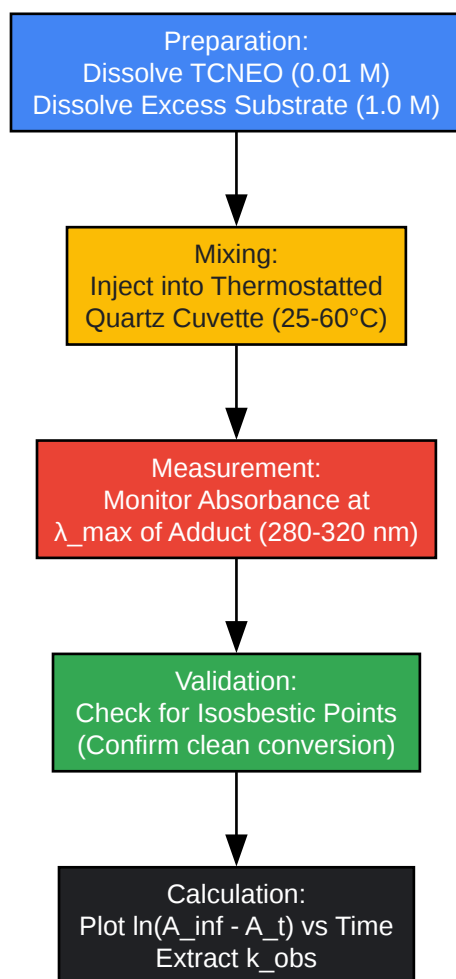 Preparation:
Dissolve TCNEO (0.01 M)
Dissolve Excess Substrate (1.0 M)
Mixing:
Inject into Thermostatted
Quartz Cuvette (25-60°C)
Measurement:
Monitor Absorbance at
λ_max of Adduct (280-320 nm)
Validation:
Check for Isosbestic Points
(Confirm clean conversion)
Calculation:
Plot ln(A_inf - A_t) vs Time
Extract k_obs